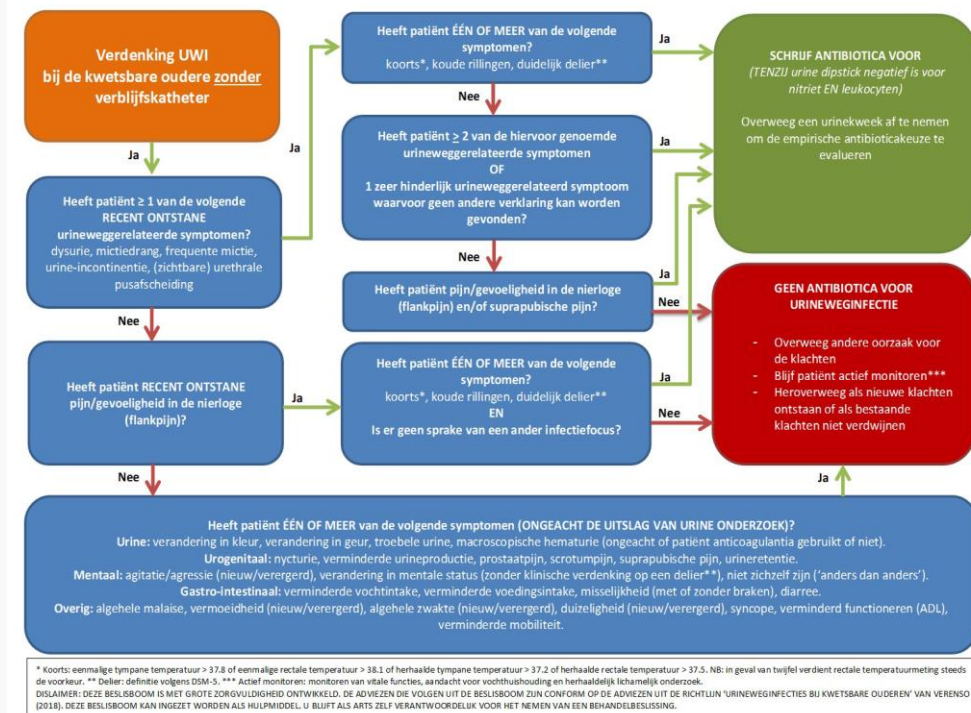 Verdenking UWI
bij de kwetsbare oudere zonder
verblijfskatheter
Ja
Heeft patiënt ≥ 1 van de volgende
RECENT ONTSTANE
urineweggerelateerde symptomen?
dysurie, mictiedrang, frequente mictie,
urine-incontinentie, (zichtbare) urethrale
pusafscheiding
Nee
Heeft patiënt RECENT ONTSTANE
pijn/gevoeligheid in de nierloge
(flankpijn)?
Ja
Nee
Ja
Heeft patiënt ÉÉN OF MEER van de volgende
symptomen?
koorts*, koude rillingen, duidelijk delier**
Ja
Nee
Heeft patiënt ≥ 2 van de hiervoor genoemde
urineweggerelateerde symptomen
OF
1 zeer hinderlijk urineweggerelateerd symptoom
waarvoor geen andere verklaring kan worden
gevonden?
Ja
Nee
Heeft patiënt pijn/gevoeligheid in de nierloge
(flankpijn) en/of suprapubische pijn?
Ja
Nee
Heeft patiënt ÉÉN OF MEER van de volgende
symptomen?
koorts*, koude rillingen, duidelijk delier**
EN
Is er geen sprake van een ander infectiefocus?
Ja
Nee
SCHRIJF ANTIBIOTICA VOOR
(TENZIJ urine dipstick negatief is voor
nitriet EN leukocyten)
Overweeg een urinekweek af te nemen
om de empirische antibioticakeuze te
evalueren
GEEN ANTIBIOTICA VOOR
URINEWEGINFECTIE
- Overweeg andere oorzaak voor
de klachten
- Blijf patiënt actief monitoren***
- Heroverweeg als nieuwe klachten
ontstaan of als bestaande
klachten niet verdwijnen
Ja
Heeft patiënt ÉÉN OF MEER van de volgende symptomen (ONGEACHT DE UITSLAG VAN URINE ONDERZOEK)?
Urine: verandering in kleur, verandering in geur, troebele urine, macroscopische hematurie (ongeacht of patiënt anticoagulantia gebruikt of niet).
Urogenitaal: nycturie, verminderde urineproductie, prostaatpijn, scrotumpijn, suprapubische pijn, urineretentie.
Mentaal: agitatie/agressie (nieuw/verergerd), verandering in mentale status (zonder klinische verdenking op een delier**), niet zichzelf zijn ('anders dan anders').
Gastro-intestinaal: verminderde vochtintake, verminderde voedingsintake, misselijkheid (met of zonder braken), diarree.
Overig: algehele malaise, vermoeidheid (nieuw/verergerd), algehele zwakte (nieuw/verergerd), duizeligheid (nieuw/verergerd), syncope, verminderd functioneren (ADL),
verminderde mobiliteit.
* Koorts: eenmalige tympane temperatuur > 37.8 of eenmalige rectale temperatuur > 38.1 of herhaalde tympane temperatuur > 37.2 of herhaalde rectale temperatuur > 37.5. NB: in geval van twijfel verdient rectale temperatuurmeting steeds
de voorkeur. ** Delier: definitie volgens DSM-5. *** Actief monitoren: monitoren van vitale functies, aandacht voor vochthuishouding en herhaaldelijk lichamelijk onderzoek.
DISLAIMER: DEZE BESLISBOOM IS MET GROTE ZORGVULDIGHEID ONTWIKKELD. DE ADVIEZEN DIE VOLGEN UIT DE BESLISBOOM ZIJN CONFORM OP DE ADVIEZEN UIT DE RICHTLIJN 'URINEWEGINFECTIES BIJ KWETSBARE OUDEREN' VAN VERENSO
(2018). DEZE BESLISBOOM KAN INGEZET WORDEN ALS HULPMIDDEL. U BLIJFT ALS ARTS ZELF VERANTWOORDELIJK VOOR HET NEMEN VAN EEN BEHANDELBESLISSING.